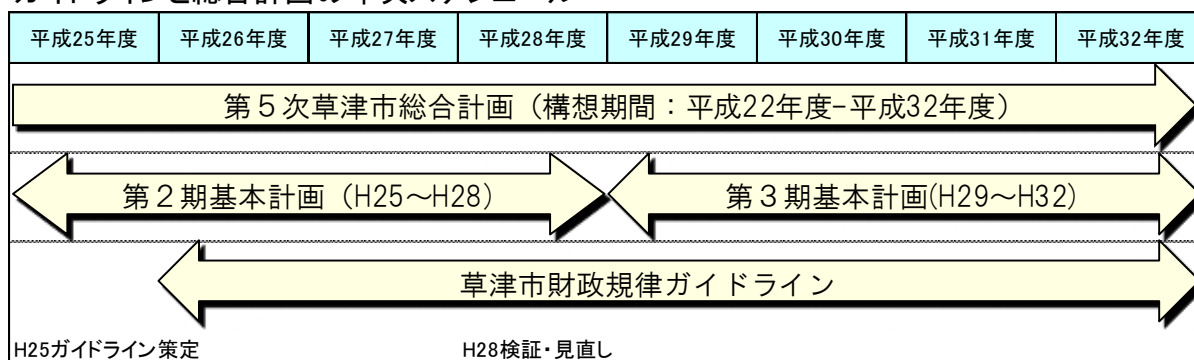 平成25年度 平成26年度 平成27年度 平成28年度 平成29年度 平成30年度 平成31年度 平成32年度
第5次草津市総合計画（構想期間：平成22年度-平成32年度）
第2期基本計画（H25～H28） 第3期基本計画(H29～H32)
草津市財政規律ガイドライン
H25ガイドライン策定 H28検証・見直し